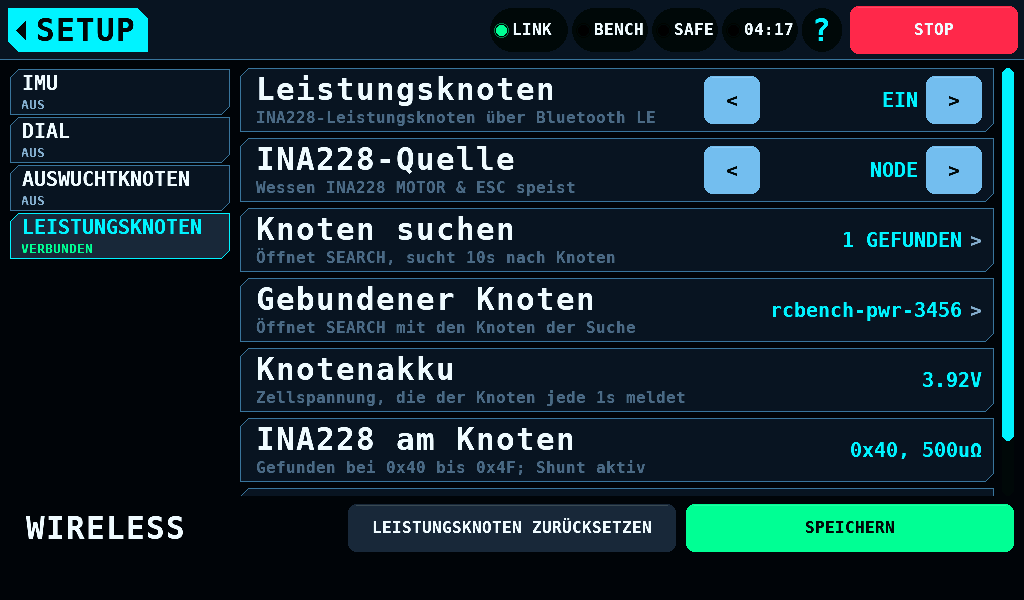 SETUP
LINK
BENCH
SAFE
04:17
?
STOP
IMU
AUS
DIAL
AUS
AUSWUCHTKNOTEN
AUS
LEISTUNGSKNOTEN
VERBUNDEN
Leistungsknoten
INA228-Leistungsknoten über Bluetooth LE
< EIN >
INA228-Quelle
Wessen INA228 MOTOR & ESC speist
< NODE >
Knoten suchen
Öffnet SEARCH, sucht 10s nach Knoten
1 GEFUNDEN >
Gebundener Knoten
Öffnet SEARCH mit den Knoten der Suche
rcbench-pwr-3456 >
Knotenakku
Zellspannung, die der Knoten jede 1s meldet
3.92V
INA228 am Knoten
Gefunden bei 0x40 bis 0x4F; Shunt aktiv
0x40, 500uΩ
WIRELESS
LEISTUNGSKNOTEN ZURÜCKSETZEN
SPEICHERN